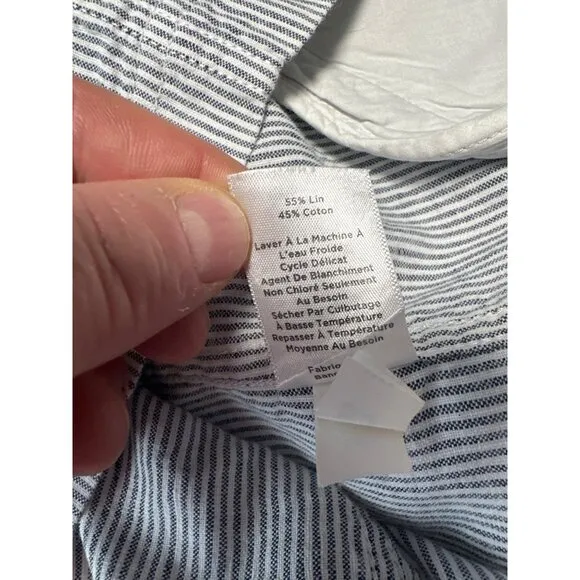 55% Lin
45% Coton
Laver À La Machine À
L'eau Froide
Cycle Délicat
Agent De Blanchiment
Non Chloré Seulement
Au Besoin
Sécher Par Culbutage
À Basse Température
Repasser À Température
Moyenne Au Besoin